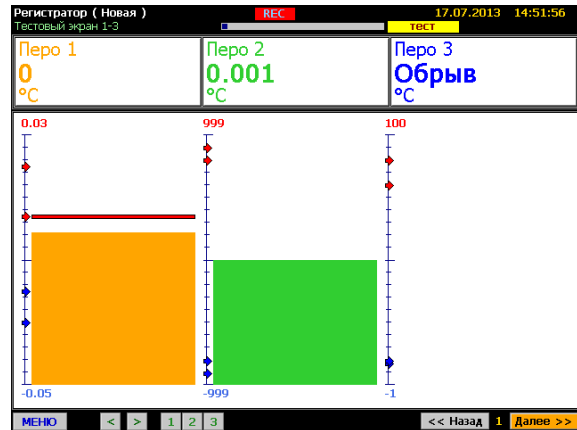 Регистратор ( Новая ) REC 17.07.2013 14:51:56
Тестовый экран 1-3 тест
Перо 1 Перо 2 Перо 3
0 0.001 Обрыв
°C °C °C
0.03 999 100
-0.05 -999 -1
МЕНЮ < > 1 2 3 << Назад 1 Далее >>